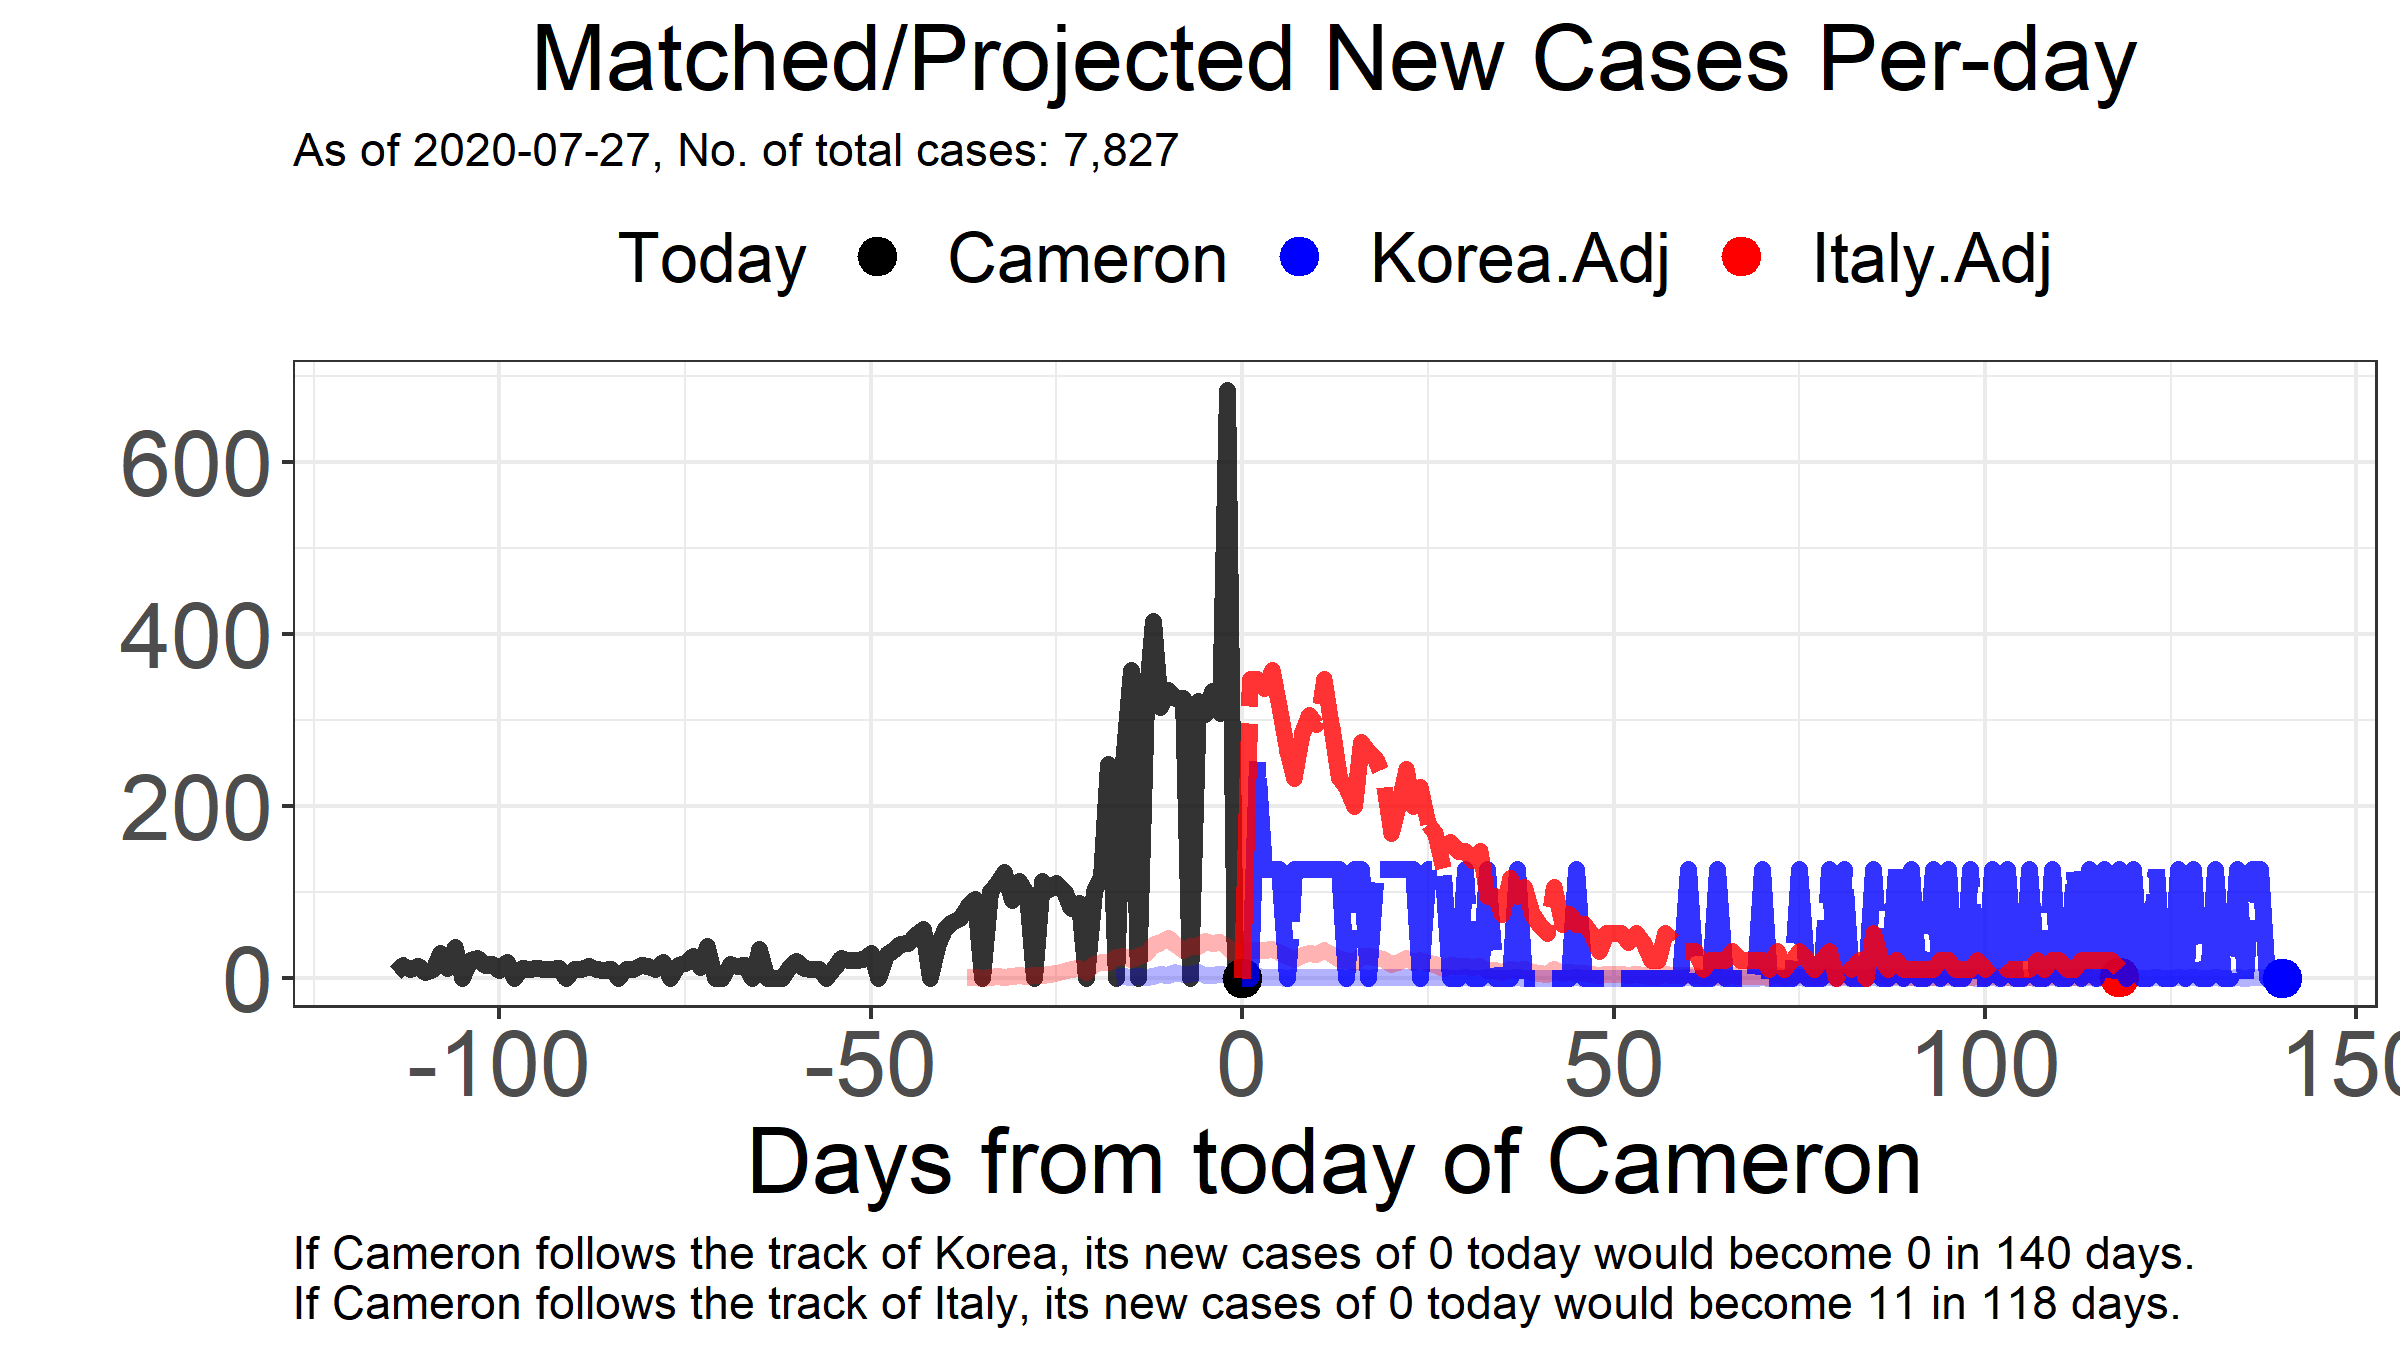 Matched/Projected New Cases Per-day
As of 2020-07-27, No. of total cases: 7,827
Today Cameron Korea.Adj Italy.Adj
600
400
200
0
-100 -50 0 50 100 150
Days from today of Cameron
If Cameron follows the track of Korea, its new cases of 0 today would become 0 in 140 days.
If Cameron follows the track of Italy, its new cases of 0 today would become 11 in 118 days.